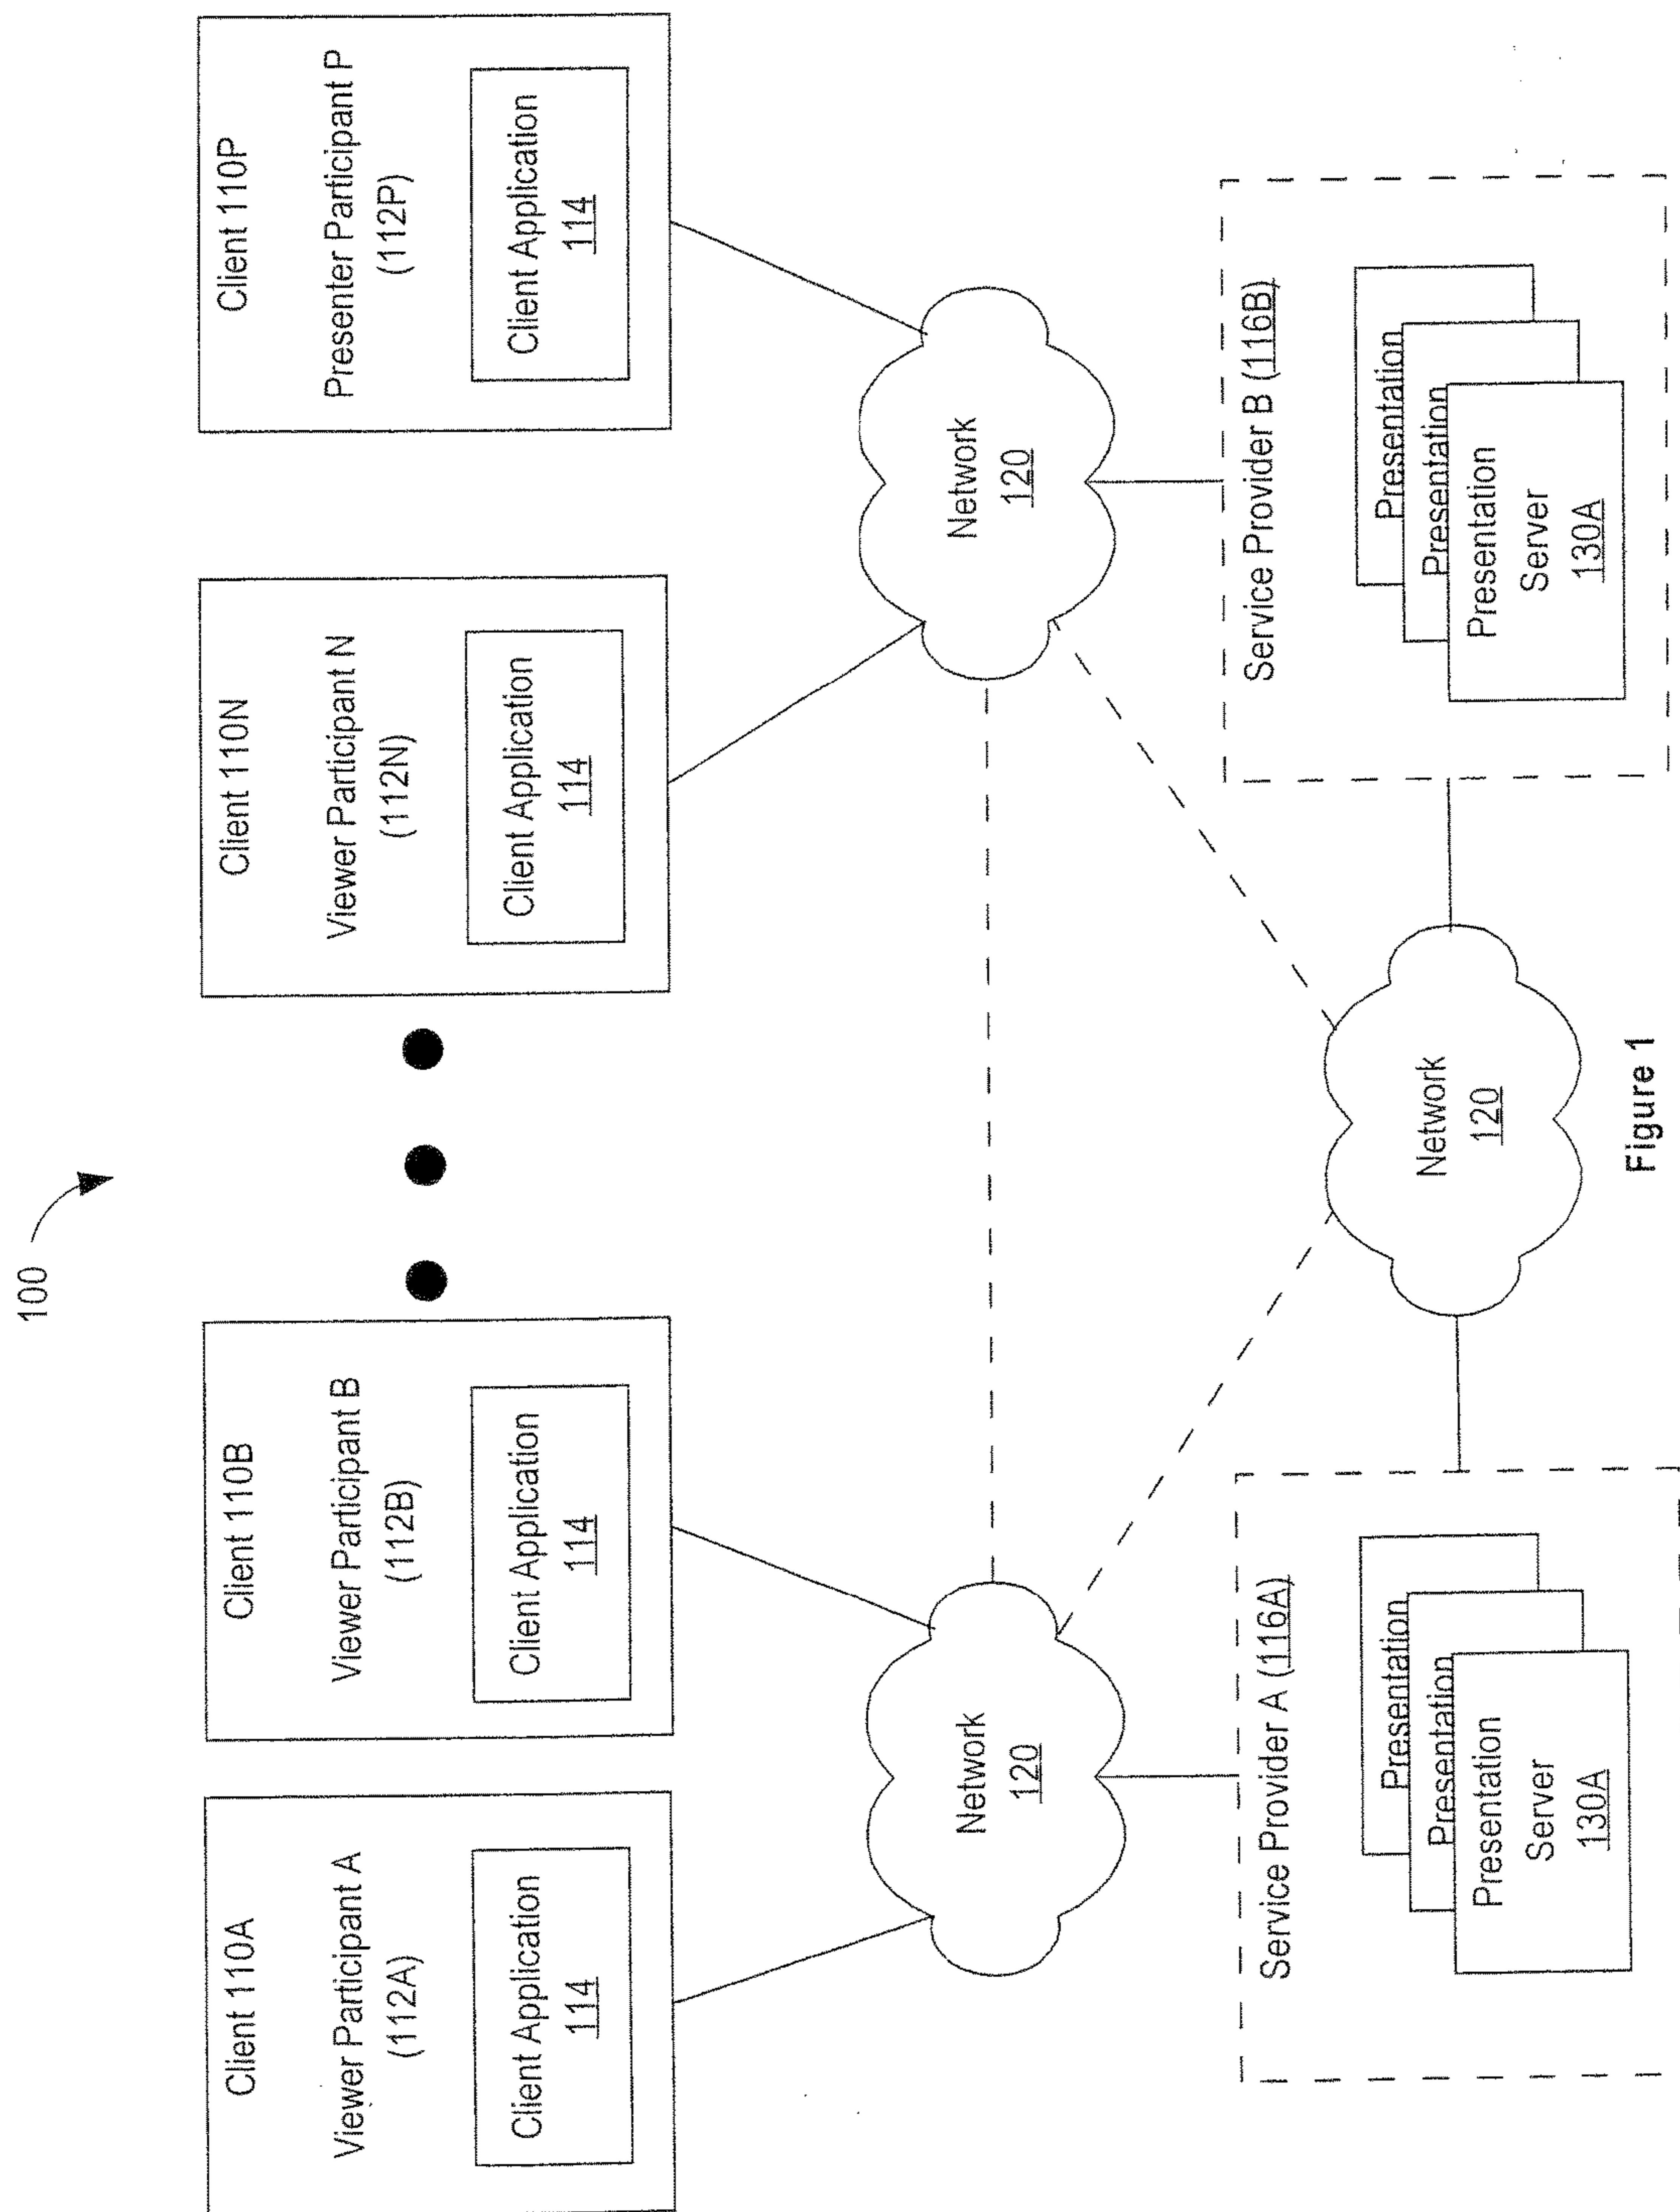 100
Client 110A
Viewer Participant A
(112A)
Client Application
114
Client 110B
Viewer Participant B
(112B)
Client Application
114
Client 110N
Viewer Participant N
(112N)
Client Application
114
Client 110P
Presenter Participant P
(112P)
Client Application
114
Network
120
Network
120
Service Provider A (116A)
Presentation
Presentation
Presentation
Server
130A
Network
120
Service Provider B (116B)
Presentation
Presentation
Presentation
Server
130A
Figure 1